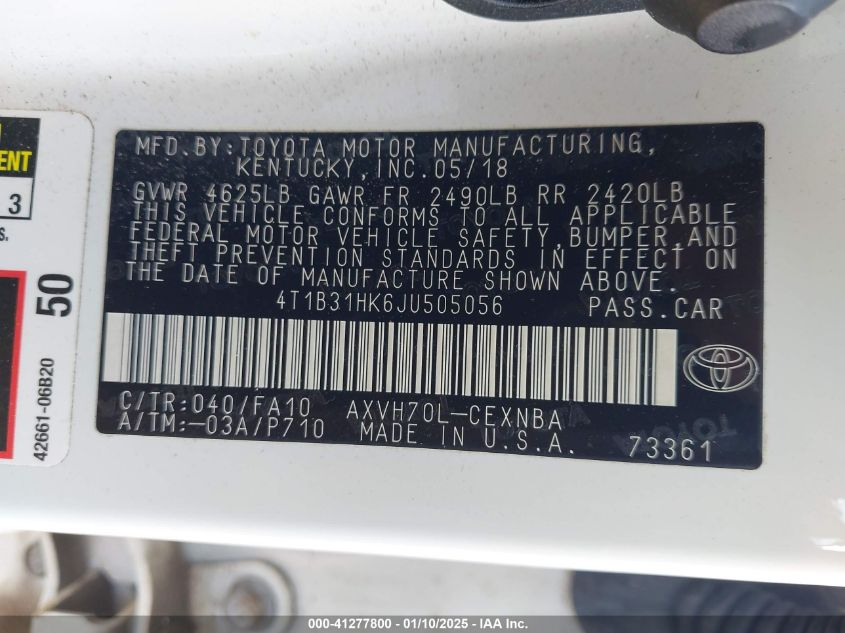 MFD.BY:TOYOTA MOTOR MANUFACTURING,
KENTUCKY,INC.05/18
GVWR 4625LB GAWR FR 2490LB RR 2420LB
THIS VEHICLE CONFORMS TO ALL APPLICABLE
FEDERAL MOTOR VEHICLE SAFETY,BUMPER,AND
THEFT PREVENTION STANDARDS IN EFFECT ON
THE DATE OF MANUFACTURE SHOWN ABOVE.
4T1B31HK6JU505056 PASS.CAR
C/TR:040/FA10 AXVH70L-CEXNBA
A/TM:-03A/P710 MADE IN U.S.A. 73361
3
50
42661-06B20
000-41277800 - 01/10/2025 - IAA Inc.